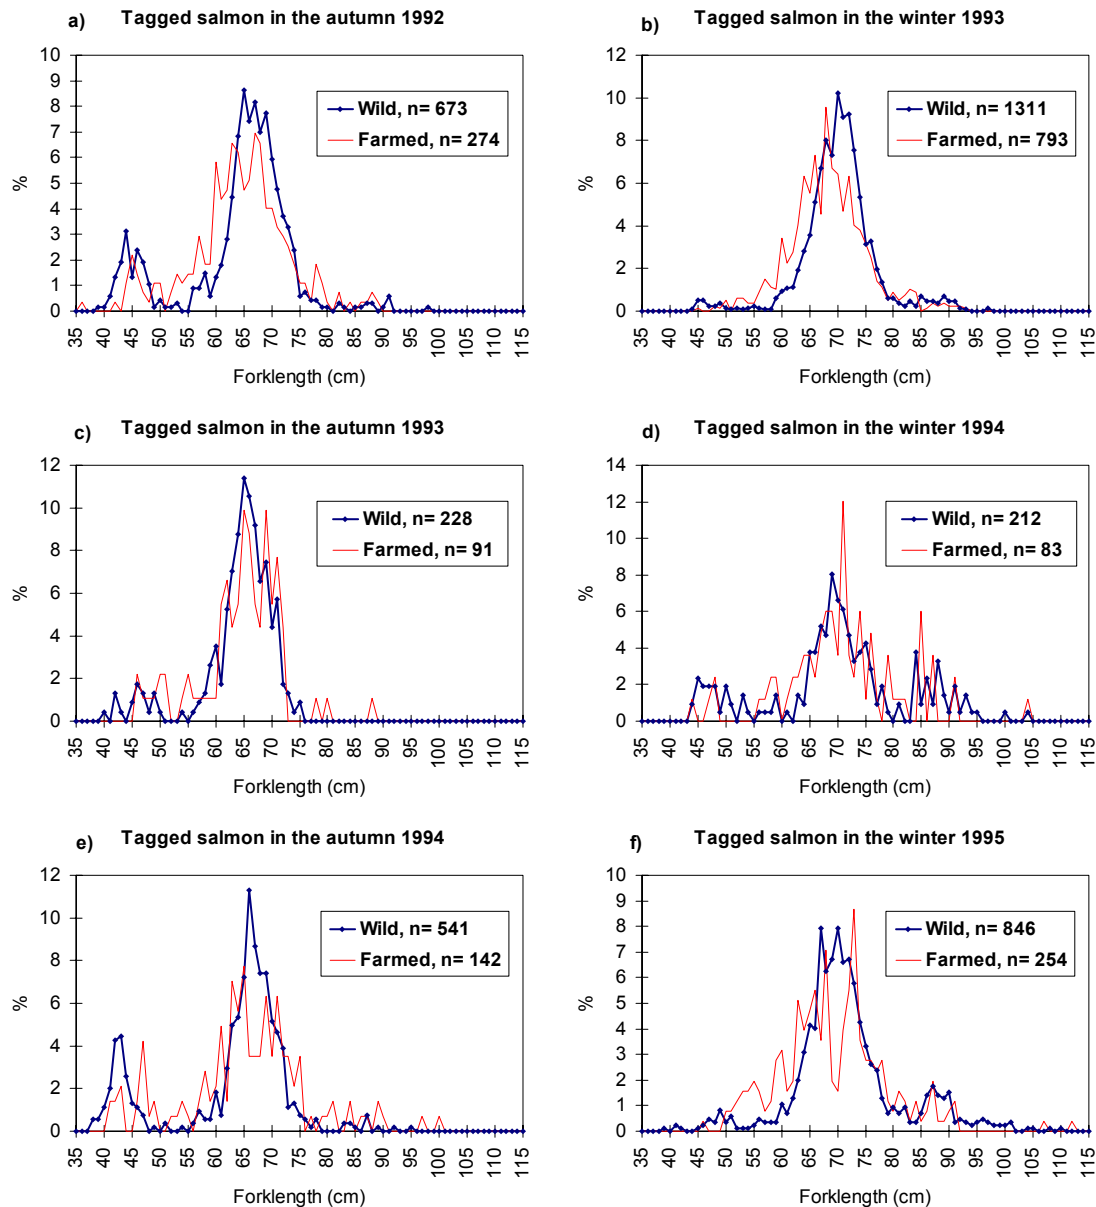 a) Tagged salmon in the autumn 1992
10
9
8
7
6
5
4
3
2
1
0
%
Wild, n= 673
Farmed, n= 274
35 40 45 50 55 60 65 70 75 80 85 90 95 100 105 110 115
Forklength (cm)
b) Tagged salmon in the winter 1993
12
10
8
6
4
2
0
%
Wild, n= 1311
Farmed, n= 793
35 40 45 50 55 60 65 70 75 80 85 90 95 100 105 110 115
Forklength (cm)
c) Tagged salmon in the autumn 1993
12
10
8
6
4
2
0
%
Wild, n= 228
Farmed, n= 91
35 40 45 50 55 60 65 70 75 80 85 90 95 100 105 110 115
Forklength (cm)
d) Tagged salmon in the winter 1994
14
12
10
8
6
4
2
0
%
Wild, n= 212
Farmed, n= 83
35 40 45 50 55 60 65 70 75 80 85 90 95 100 105 110 115
Forklength (cm)
e) Tagged salmon in the autumn 1994
12
10
8
6
4
2
0
%
Wild, n= 541
Farmed, n= 142
35 40 45 50 55 60 65 70 75 80 85 90 95 100 105 110 115
Forklength (cm)
f) Tagged salmon in the winter 1995
10
9
8
7
6
5
4
3
2
1
0
%
Wild, n= 846
Farmed, n= 254
35 40 45 50 55 60 65 70 75 80 85 90 95 100 105 110 115
Forklength (cm)